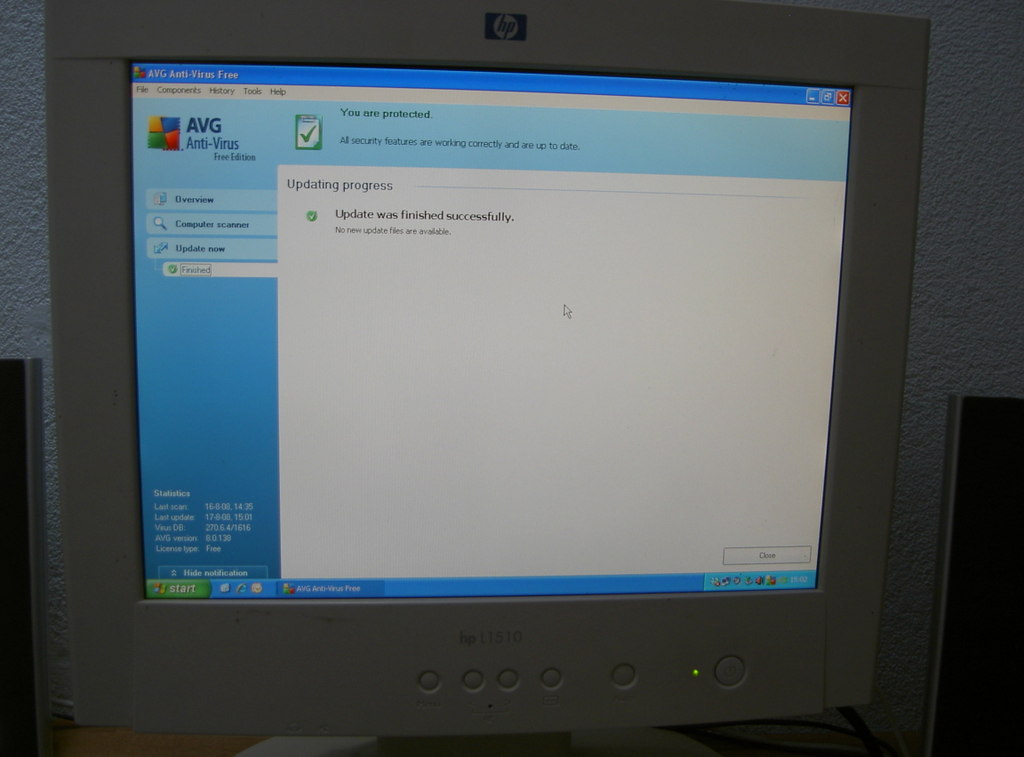 hp
AVG Anti-Virus Free
File Components History Tools Help
AVG
Anti-Virus
Free Edition
You are protected.
All security features are working correctly and are up to date.
Overview
Computer scanner
Update now
Finished
Updating progress
Update was finished successfully.
No new update files are available.
Statistics
Last scan: 16-8-08, 14:35
Last update: 17-8-08, 15:01
Virus DB: 270.6.4/1616
AVG version: 8.0.138
License type: Free
Hide notification
Close
start AVG Anti-Virus Free 15:02
hp L1510